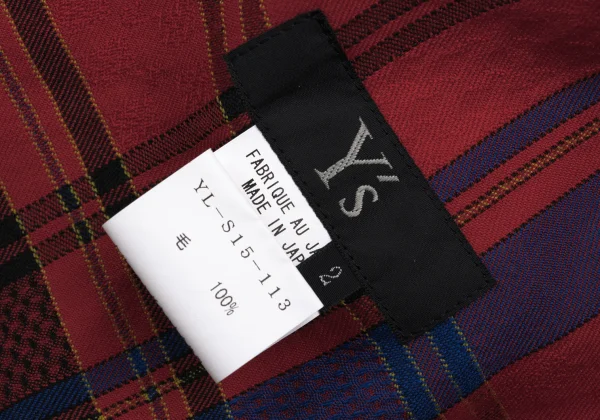 Y's
FABRIQUE AU JA
MADE IN JAP
2
YL-S15-113
毛 100%